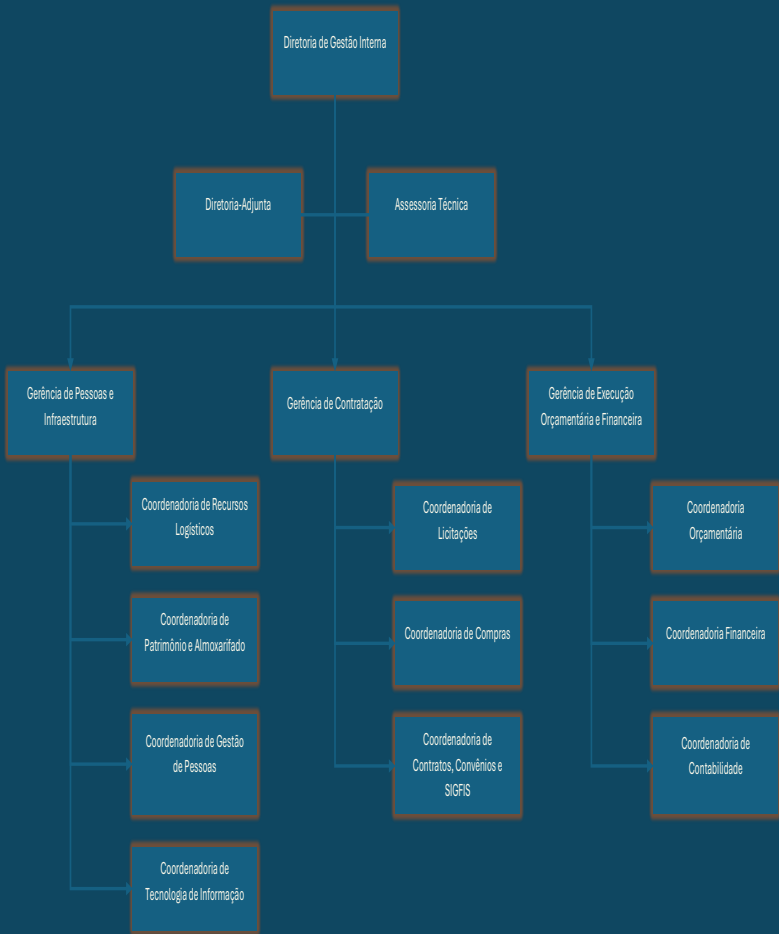 Diretoria de Gestão Interna
Diretoria-Adjunta
Assessoria Técnica
Gerência de Pessoas e
Infraestrutura
Gerência de Contratação
Gerência de Execução
Orçamentária e Financeira
Coordenadoria de Recursos
Logísticos
Coordenadoria de
Patrimônio e Almoxarifado
Coordenadoria de Gestão
de Pessoas
Coordenadoria de
Tecnologia de Informação
Coordenadoria de
Licitações
Coordenadoria de Compras
Coordenadoria de
Contratos, Convênios e
SIGFIS
Coordenadoria
Orçamentária
Coordenadoria Financeira
Coordenadoria de
Contabilidade